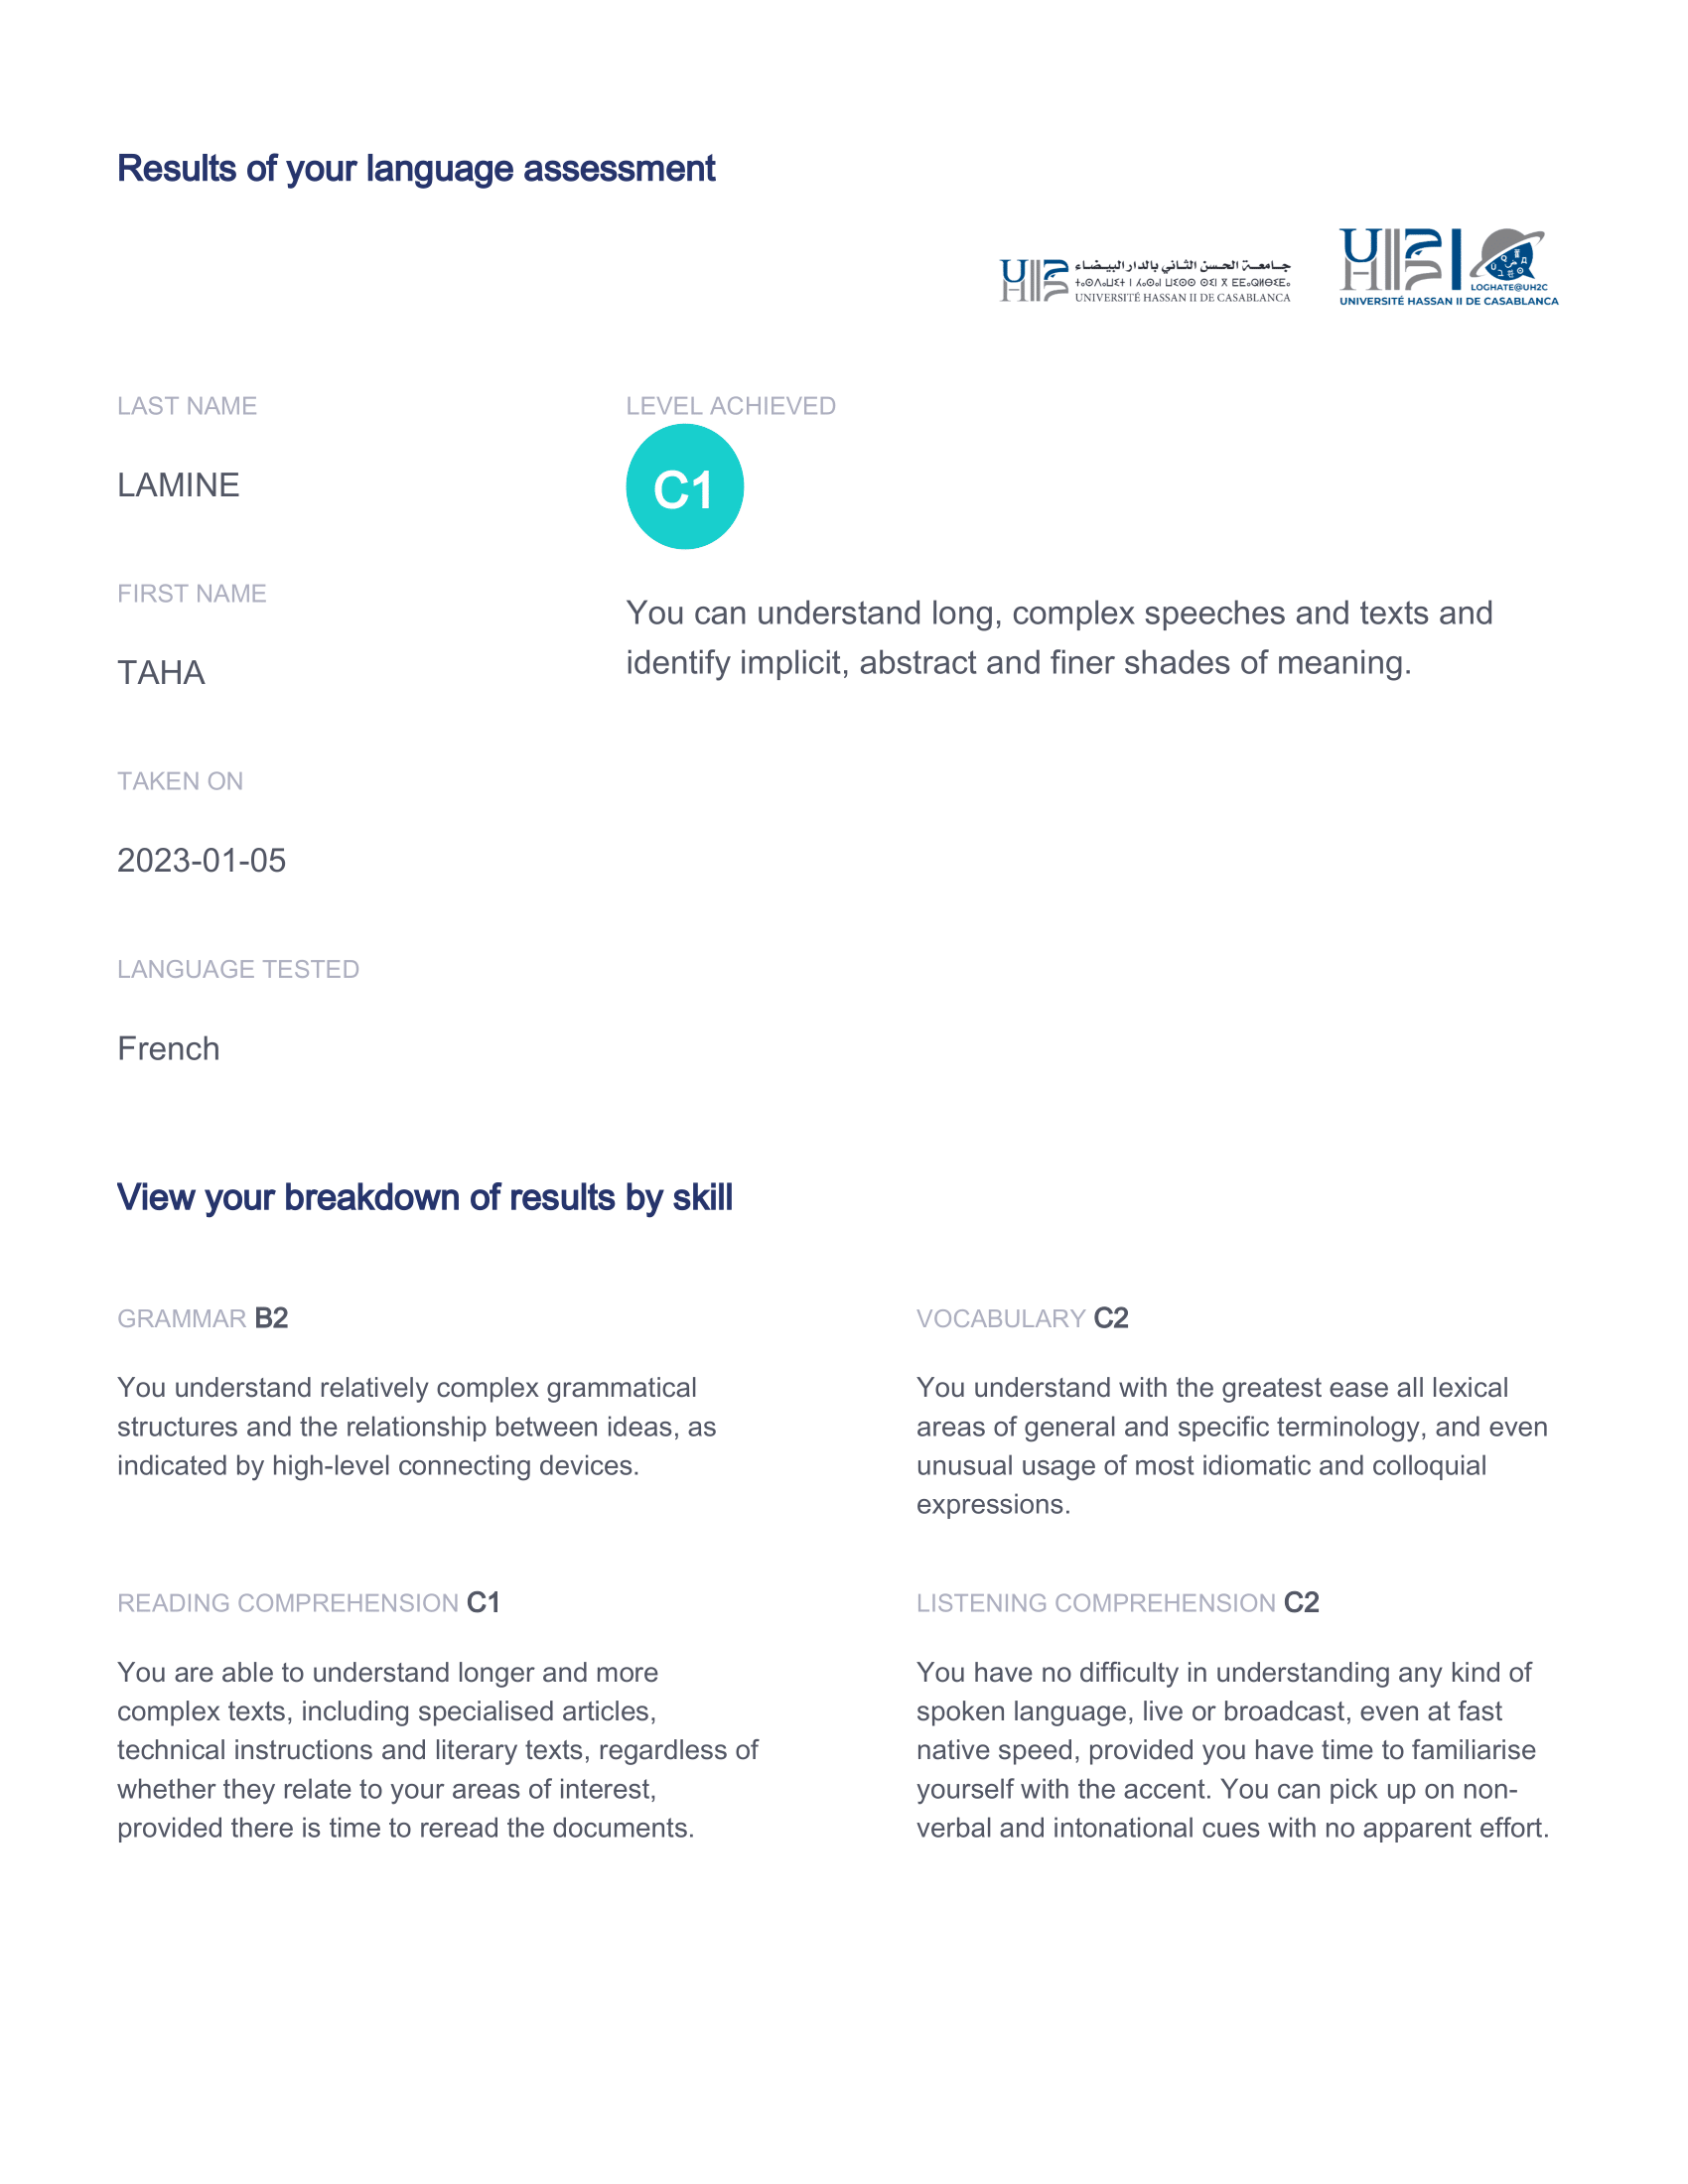 Results of your language assessment
جامعة الحسن الثاني بالدار البيضاء
ⵜⴰⵙⴷⴰⵡⵉⵜ ⵏ ⵃⴰⵙⴰⵏ ⵡⵉⵙⵙ ⵙⵉⵏ ⴳ
UNIVERSITÉ HASSAN II DE CASABLANCA
LOGHATE@UH2C
UNIVERSITÉ HASSAN II DE CASABLANCA
LAST NAME
LAMINE
FIRST NAME
TAHA
TAKEN ON
2023-01-05
LANGUAGE TESTED
French
LEVEL ACHIEVED
C1
You can understand long, complex speeches and texts and
identify implicit, abstract and finer shades of meaning.
View your breakdown of results by skill
GRAMMAR B2
You understand relatively complex grammatical
structures and the relationship between ideas, as
indicated by high-level connecting devices.
VOCABULARY C2
You understand with the greatest ease all lexical
areas of general and specific terminology, and even
unusual usage of most idiomatic and colloquial
expressions.
READING COMPREHENSION C1
You are able to understand longer and more
complex texts, including specialised articles,
technical instructions and literary texts, regardless of
whether they relate to your areas of interest,
provided there is time to reread the documents.
LISTENING COMPREHENSION C2
You have no difficulty in understanding any kind of
spoken language, live or broadcast, even at fast
native speed, provided you have time to familiarise
yourself with the accent. You can pick up on non-
verbal and intonational cues with no apparent effort.